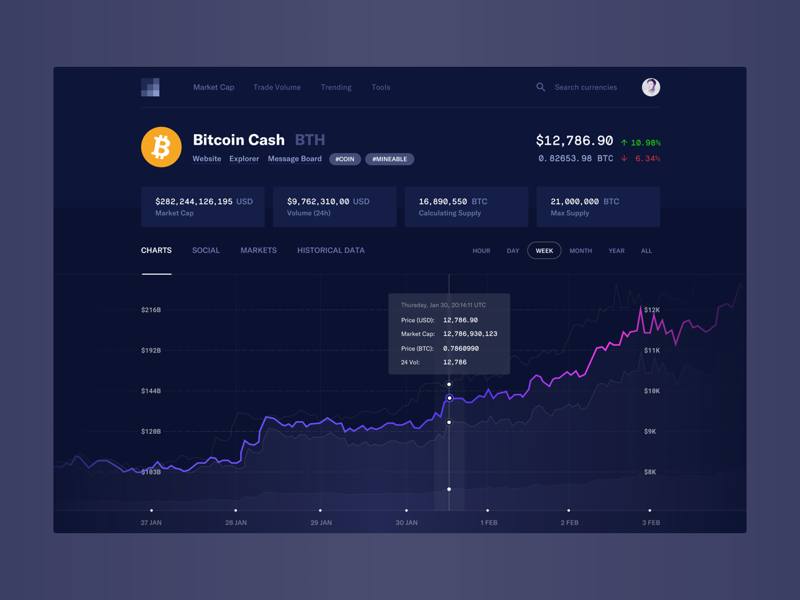 Market Cap Trade Volume Trending Tools Search currencies
Bitcoin Cash BTH
$12,786.90 ↑ 10.98%
Website Explorer Message Board #COIN #MINEABLE
0.82653.98 BTC ↓ 6.34%
$282,244,126,195 USD
Market Cap
$9,762,310,00 USD
Volume (24h)
16,890,550 BTC
Calculating Supply
21,000,000 BTC
Max Supply
CHARTS SOCIAL MARKETS HISTORICAL DATA
HOUR DAY WEEK MONTH YEAR ALL
Thursday, Jan 30, 20:14:11 UTC
Price (USD): 12,786.90
Market Cap: 12,786,930,123
Price (BTC): 0.7860990
24 Vol: 12,786
$216B $12K
$192B $11K
$144B $10K
$120B $9K
$103B $8K
27 JAN 28 JAN 29 JAN 30 JAN 1 FEB 2 FEB 3 FEB